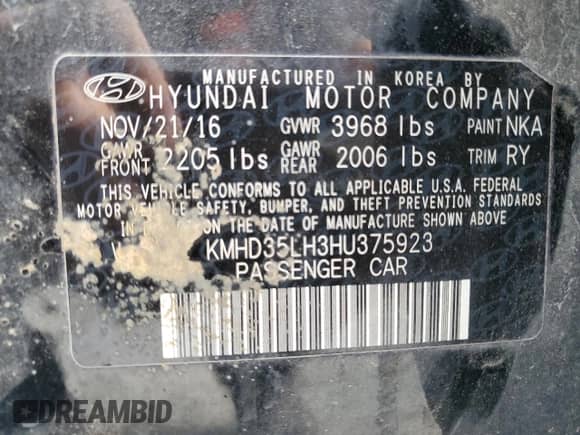 MANUFACTURED IN KOREA BY
HYUNDAI MOTOR COMPANY
NOV/21/16 GVWR 3968 lbs PAINT NKA
GAWR FRONT 2205 lbs GAWR REAR 2006 lbs TRIM RY
THIS VEHICLE CONFORMS TO ALL APPLICABLE U.S.A. FEDERAL
MOTOR VEHICLE SAFETY, BUMPER, AND THEFT PREVENTION STANDARDS
IN EFFECT ON THE DATE OF MANUFACTURE SHOWN ABOVE
KMHD35LH3HU375923
PASSENGER CAR
DREAMBID